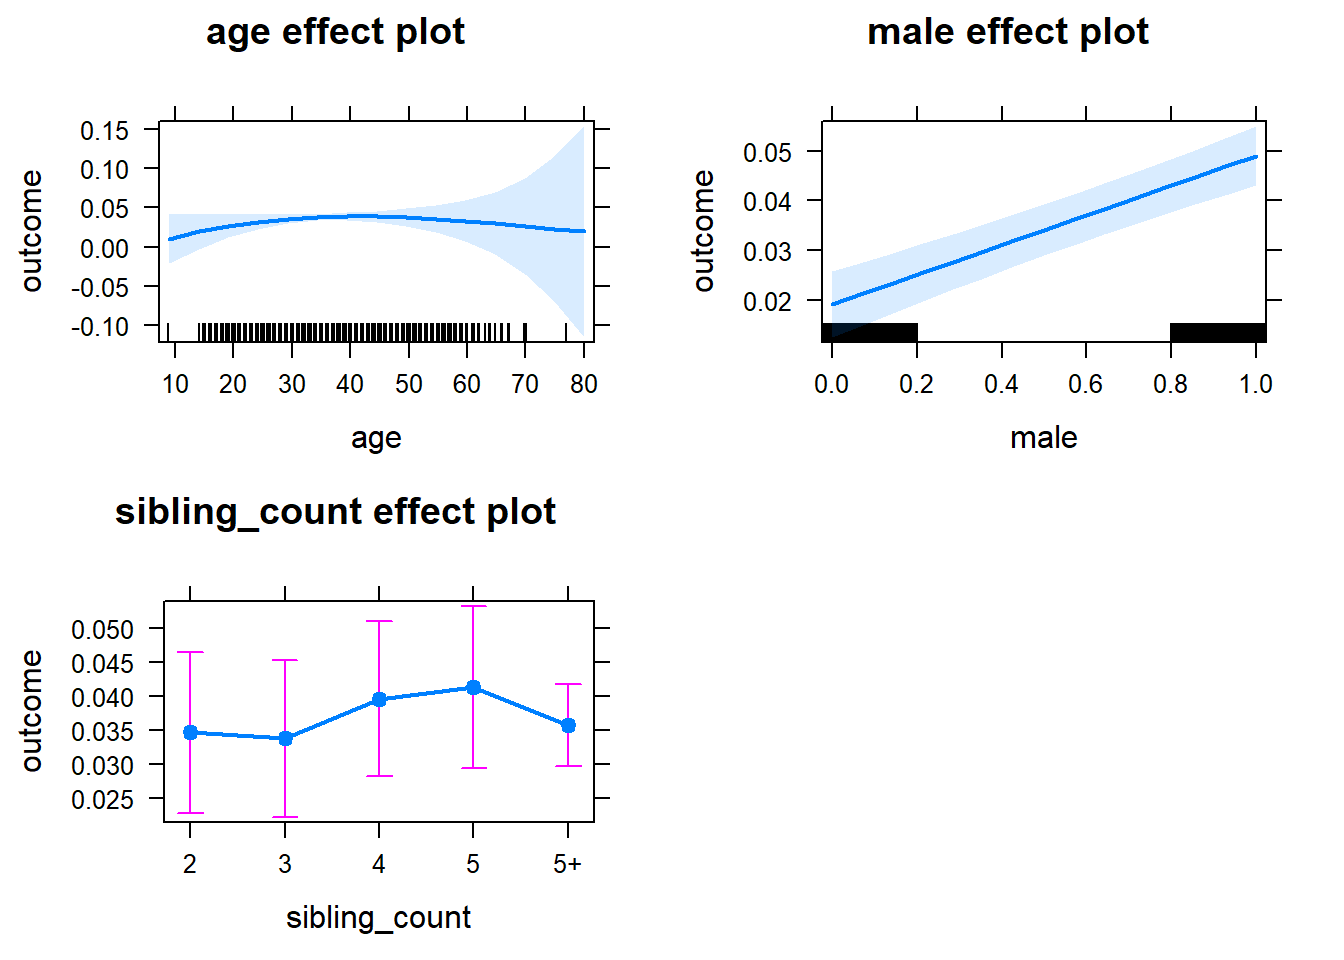 age effect plot
outcome
0.15
0.10
0.05
0.00
-0.05
-0.10
10 20 30 40 50 60 70 80
age
male effect plot
outcome
0.05
0.04
0.03
0.02
0.0 0.2 0.4 0.6 0.8 1.0
male
sibling_count effect plot
outcome
0.050
0.045
0.040
0.035
0.030
0.025
2 3 4 5 5+
sibling_count